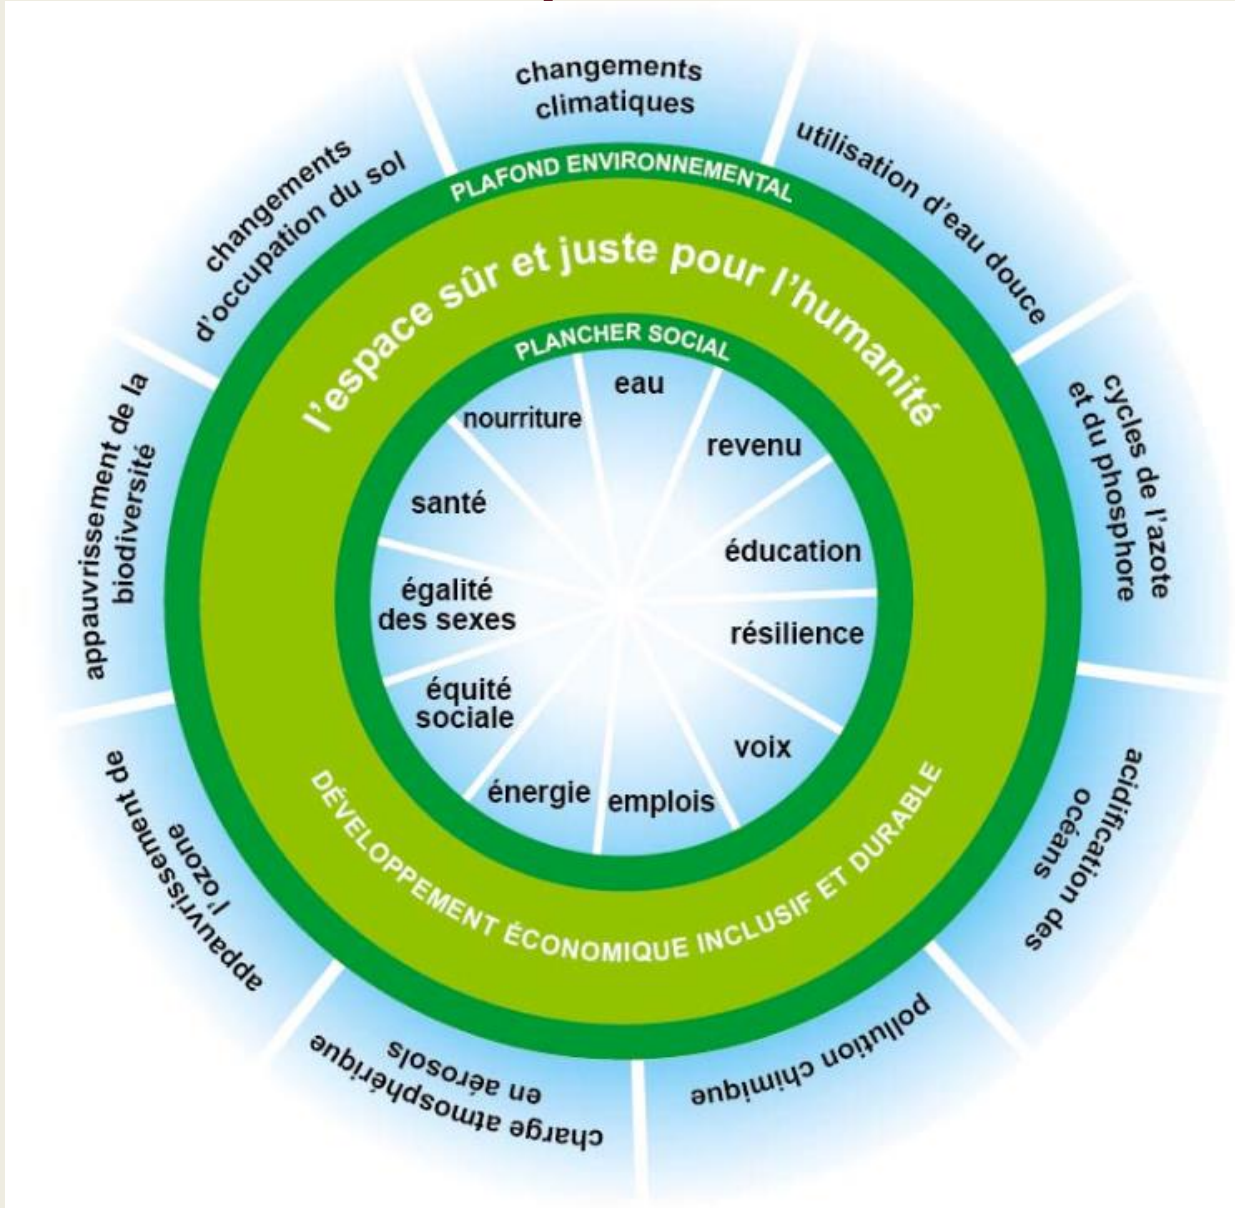 changements
climatiques
utilisation d'eau douce
cycles de l'azote
et du phosphore
acidification des
océans
pollution chimique
charge atmosphérique
en aérosols
appauvrissement de
l'ozone
appauvrissement de la
biodiversité
changements
d'occupation du sol
PLAFOND ENVIRONNEMENTAL
l'espace sûr et juste pour l'humanité
PLANCHER SOCIAL
eau
revenu
éducation
résilience
voix
emplois
énergie
équité
sociale
égalité
des sexes
santé
nourriture
DÉVELOPPEMENT ÉCONOMIQUE INCLUSIF ET DURABLE